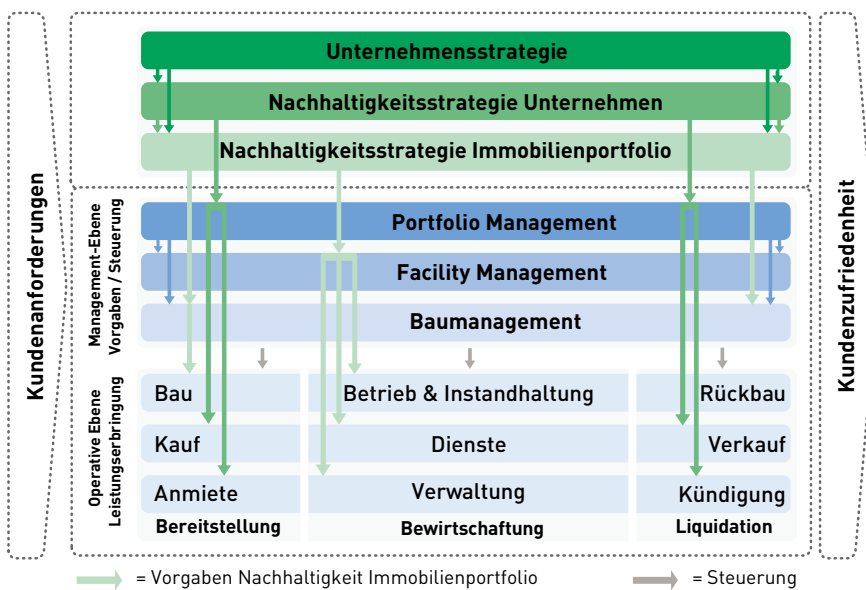 Kundenanforderungen
Unternehmensstrategie
Nachhaltigkeitsstrategie Unternehmen
Nachhaltigkeitsstrategie Immobilienportfolio
Management-Ebene
Vorgaben / Steuerung
Portfolio Management
Facility Management
Baumanagement
Operative Ebene
Leistungserbringung
Bau
Betrieb & Instandhaltung
Rückbau
Kauf
Dienste
Verkauf
Anmiete
Verwaltung
Kündigung
Bereitstellung
Bewirtschaftung
Liquidation
Kundenzufriedenheit
= Vorgaben Nachhaltigkeit Immobilienportfolio
= Steuerung